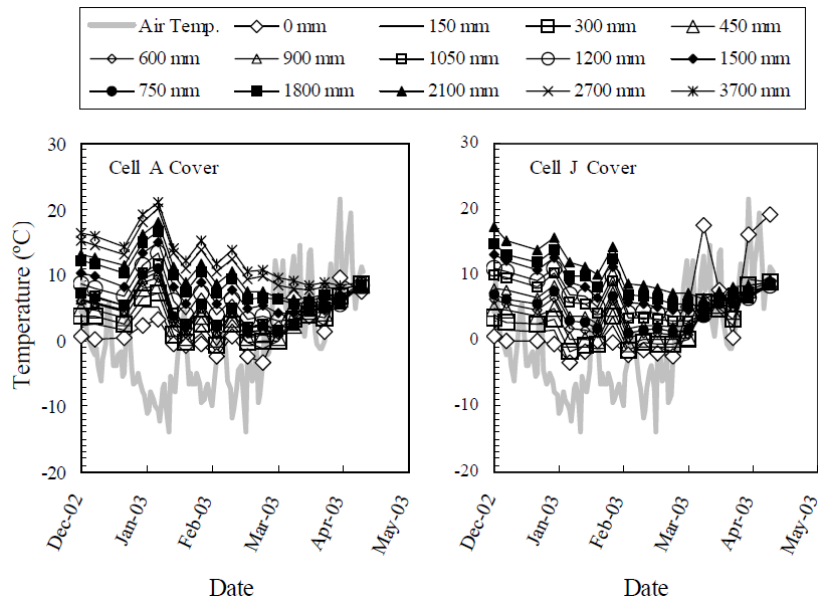 Air Temp. 0 mm 150 mm 300 mm 450 mm
600 mm 900 mm 1050 mm 1200 mm 1500 mm
750 mm 1800 mm 2100 mm 2700 mm 3700 mm
Cell A Cover
Cell J Cover
Temperature (ºC)
30
20
10
0
-10
-20
30
20
10
0
-10
-20
Dec-02
Jan-03
Feb-03
Mar-03
Apr-03
May-03
Dec-02
Jan-03
Feb-03
Mar-03
Apr-03
May-03
Date
Date